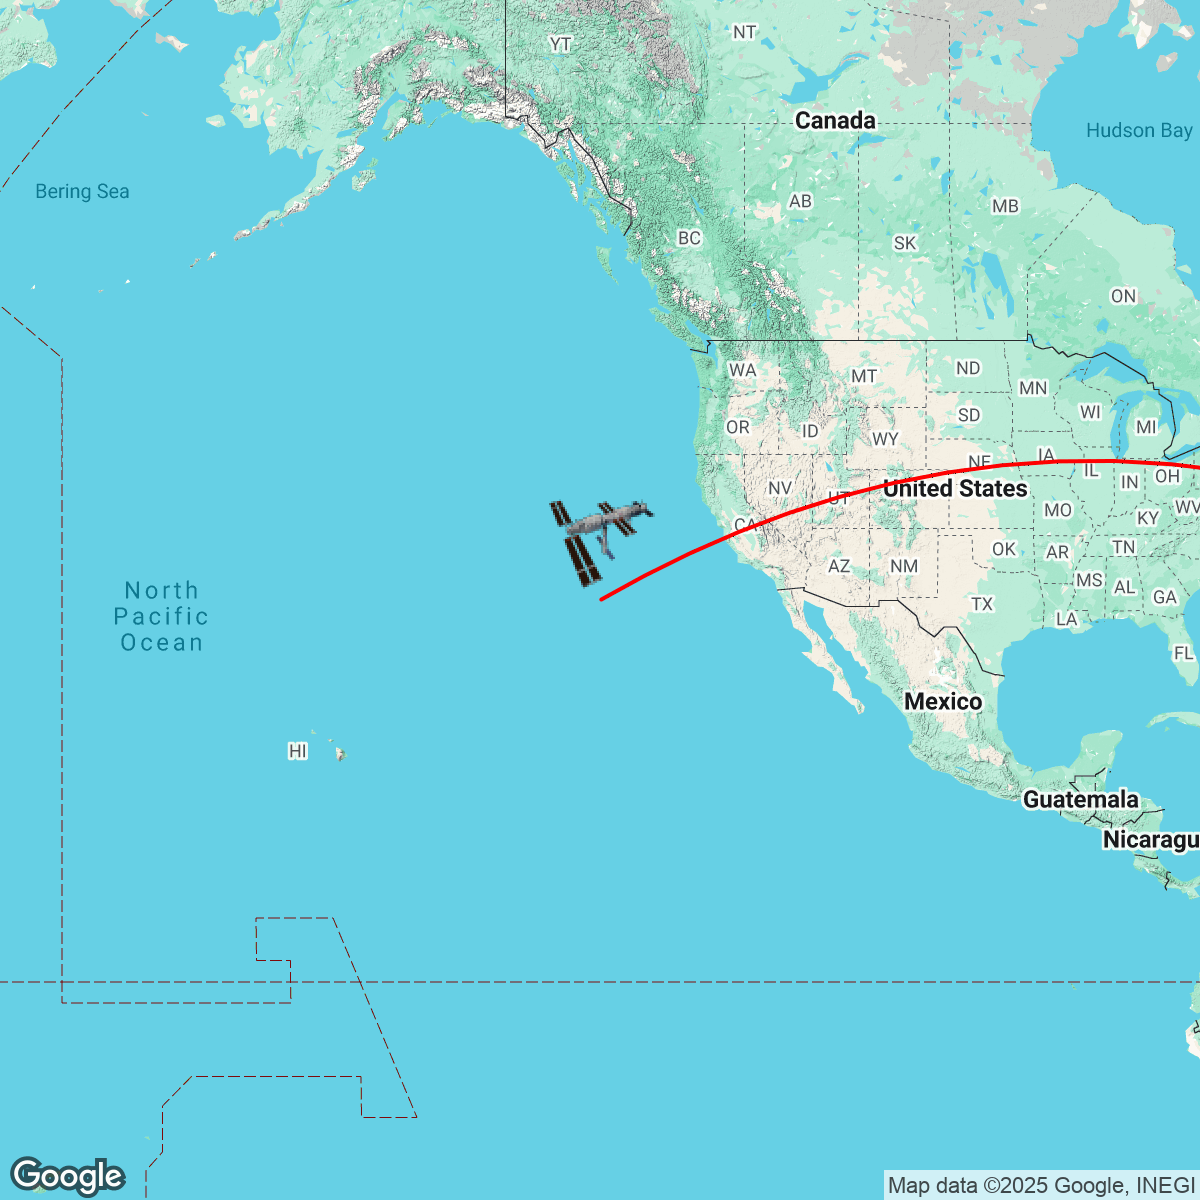 YT
NT
Canada
Hudson Bay
Bering Sea
AB
MB
BC
SK
ON
WA
MT
ND
MN
WI
MI
OR
ID
WY
SD
NV
UT
NE
IA
IL
IN
OH
United States
CA
MO
KY
WV
AZ
NM
OK
AR
TN
MS
AL
GA
TX
LA
FL
North
Pacific
Ocean
Mexico
HI
Guatemala
Nicaragu
Google
Map data ©2025 Google, INEGI